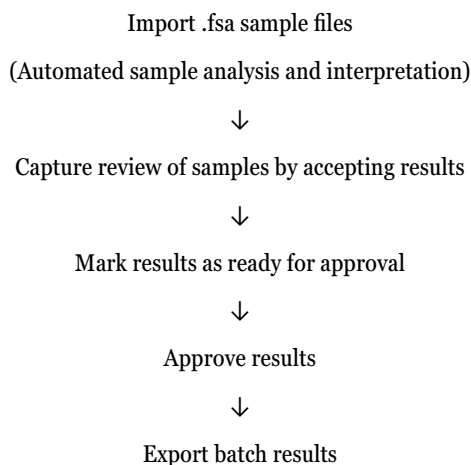 Import .fsa sample files
(Automated sample analysis and interpretation)
↓
Capture review of samples by accepting results
↓
Mark results as ready for approval
↓
Approve results
↓
Export batch results